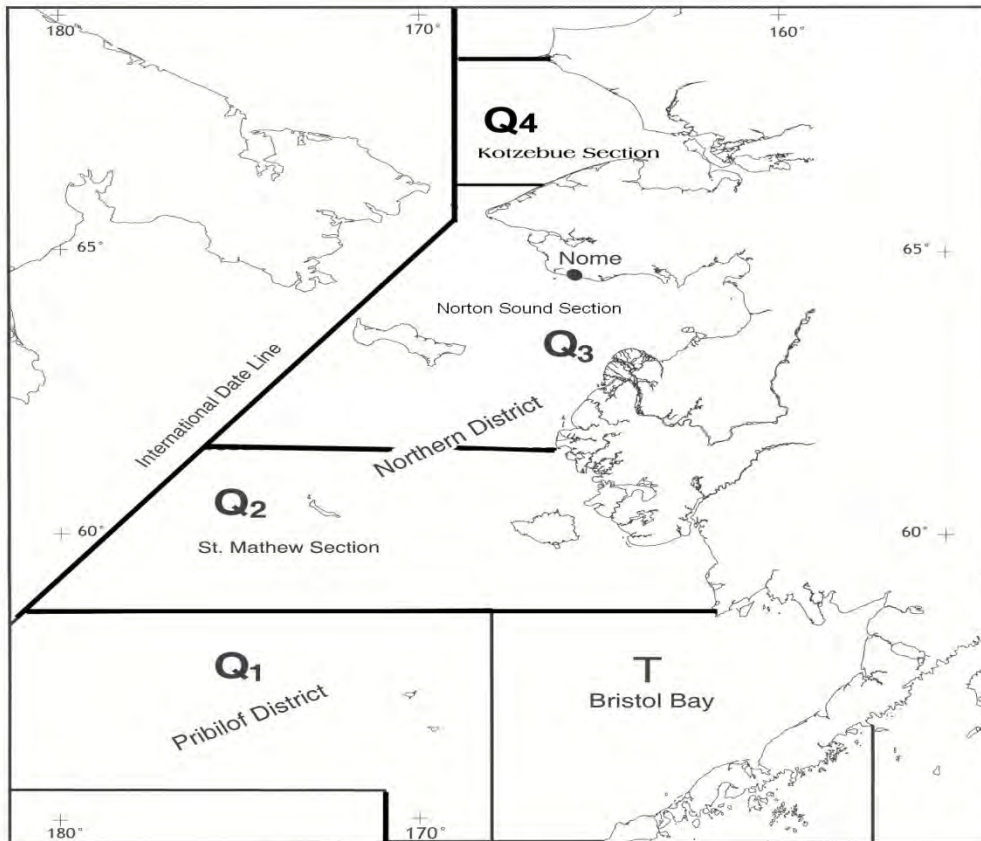 180°
170°
160°
Q4
Kotzebue Section
65°
65°
Nome
Norton Sound Section
Q3
International Date Line
Northern District
Q2
St. Mathew Section
60°
60°
Q1
Pribilof District
T
Bristol Bay
180°
170°